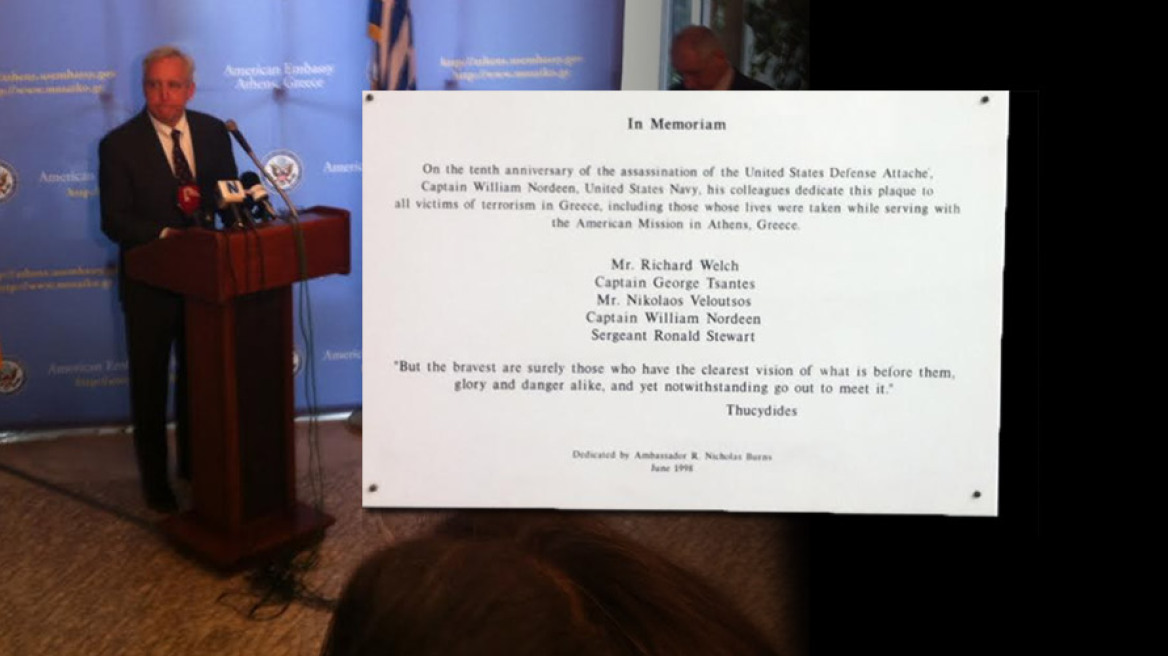 American Embassy
Athens, Greece
N
In Memoriam
On the tenth anniversary of the assassination of the United States Defense Attache',
Captain William Nordeen, United States Navy, his colleagues dedicate this plaque to
all victims of terrorism in Greece, including those whose lives were taken while serving with
the American Mission in Athens, Greece.
Mr. Richard Welch
Captain George Tsantes
Mr. Nikolaos Veloutsos
Captain William Nordeen
Sergeant Ronald Stewart
"But the bravest are surely those who have the clearest vision of what is before them,
glory and danger alike, and yet notwithstanding go out to meet it."
Thucydides
Dedicated by Ambassador R. Nicholas Burns
June 1998